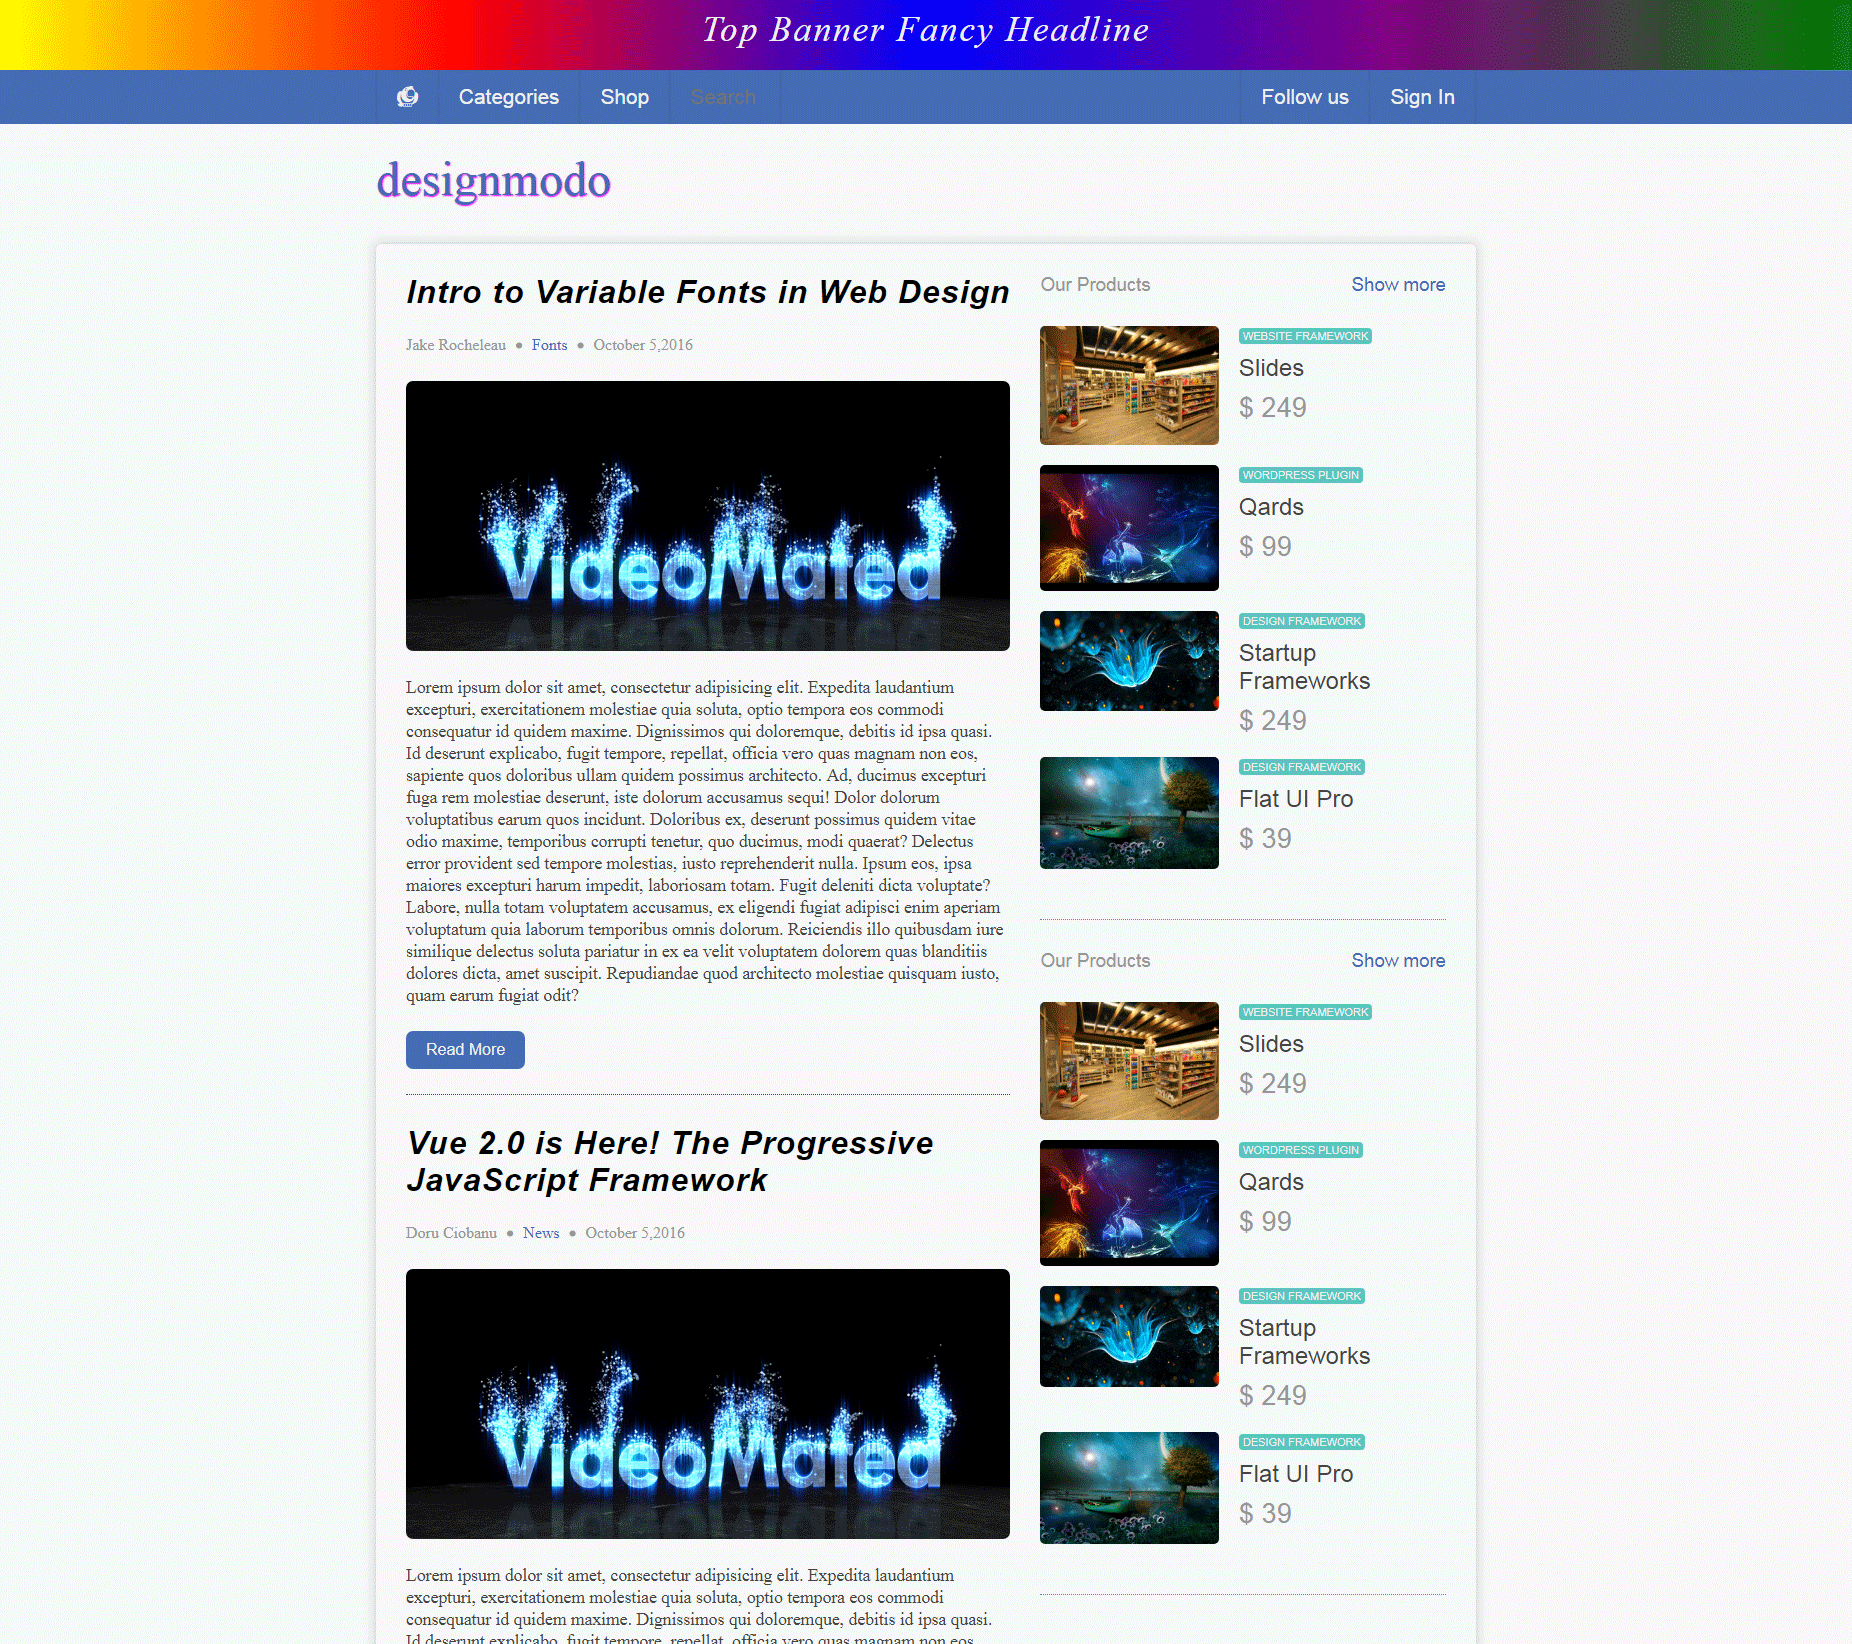 Top Banner Fancy Headline
Categories
Shop
Search
Follow us
Sign In
designmodo
Intro to Variable Fonts in Web Design
Jake Rocheleau ● Fonts ● October 5,2016
VideoMated
Lorem ipsum dolor sit amet, consectetur adipisicing elit. Expedita laudantium
excepturi, exercitationem molestiae quia soluta, optio tempora eos commodi
consequatur id quidem maxime. Dignissimos qui doloremque, debitis id ipsa quasi.
Id deserunt explicabo, fugit tempore, repellat, officia vero quas magnam non eos,
sapiente quos doloribus ullam quidem possimus architecto. Ad, ducimus excepturi
fuga rem molestiae deserunt, iste dolorum accusamus sequi! Dolor dolorum
voluptatibus earum quos incidunt. Doloribus ex, deserunt possimus quidem vitae
odio maxime, temporibus corrupti tenetur, quo ducimus, modi quaerat? Delectus
error provident sed tempore molestias, iusto reprehenderit nulla. Ipsum eos, ipsa
maiores excepturi harum impedit, laboriosam totam. Fugit deleniti dicta voluptate?
Labore, nulla totam voluptatem accusamus, ex eligendi fugiat adipisci enim aperiam
voluptatum quia laborum temporibus omnis dolorum. Reiciendis illo quibusdam iure
similique delectus soluta pariatur in ex ea velit voluptatem dolorem quas blanditiis
dolores dicta, amet suscipit. Repudiandae quod architecto molestiae quisquam iusto,
quam earum fugiat odit?
Read More
Vue 2.0 is Here! The Progressive
JavaScript Framework
Doru Ciobanu ● News ● October 5,2016
VideoMated
Lorem ipsum dolor sit amet, consectetur adipisicing elit. Expedita laudantium
excepturi, exercitationem molestiae quia soluta, optio tempora eos commodi
consequatur id quidem maxime. Dignissimos qui doloremque, debitis id ipsa quasi.
Id deserunt explicabo, fugit tempore, repellat, officia vero quas magnam non eos,
Our Products
Show more
WEBSITE FRAMEWORK
Slides
$ 249
WORDPRESS PLUGIN
Qards
$ 99
DESIGN FRAMEWORK
Startup
Frameworks
$ 249
DESIGN FRAMEWORK
Flat UI Pro
$ 39
Our Products
Show more
WEBSITE FRAMEWORK
Slides
$ 249
WORDPRESS PLUGIN
Qards
$ 99
DESIGN FRAMEWORK
Startup
Frameworks
$ 249
DESIGN FRAMEWORK
Flat UI Pro
$ 39